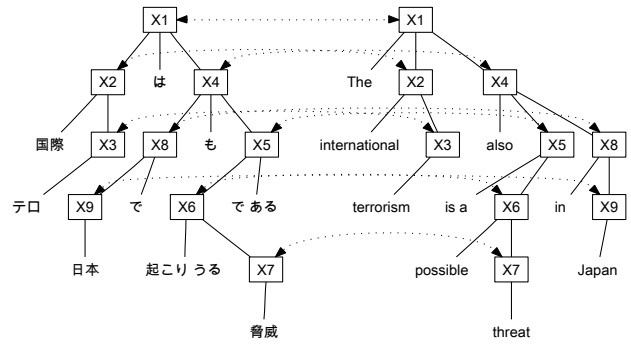 X1 X1
X2 は X4 The X2 X4
国際 X3 X8 も X5 international X3 also X5 X8
テロ X9 で X6 で ある terrorism is a X6 in X9
日本 起こり うる X7 possible X7 Japan
脅威 threat